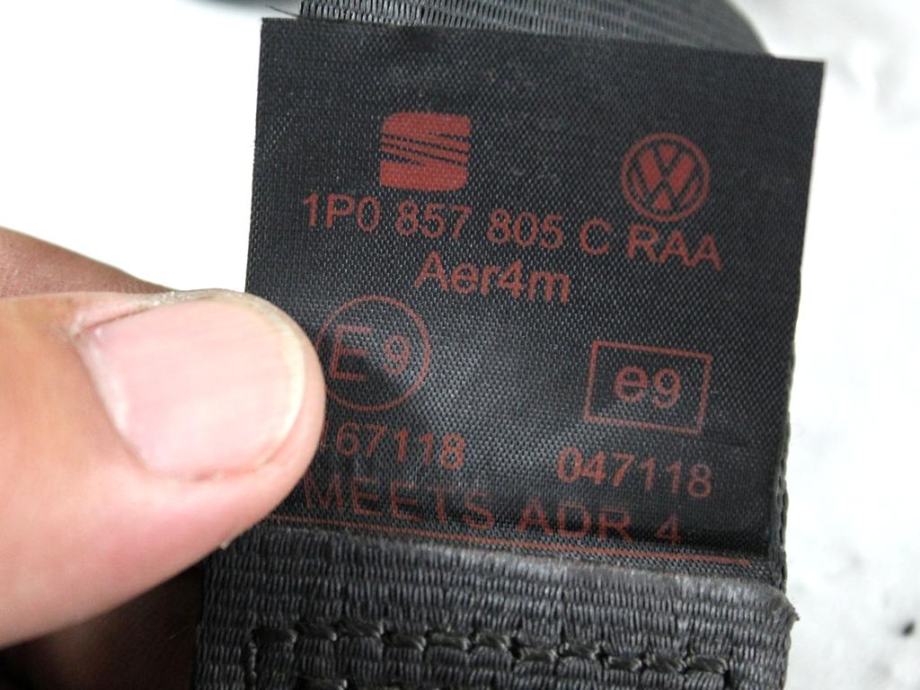 1P0 857 805 C RAA
Aer4m
E9 e9
67118 047118
MEETS ADR 4